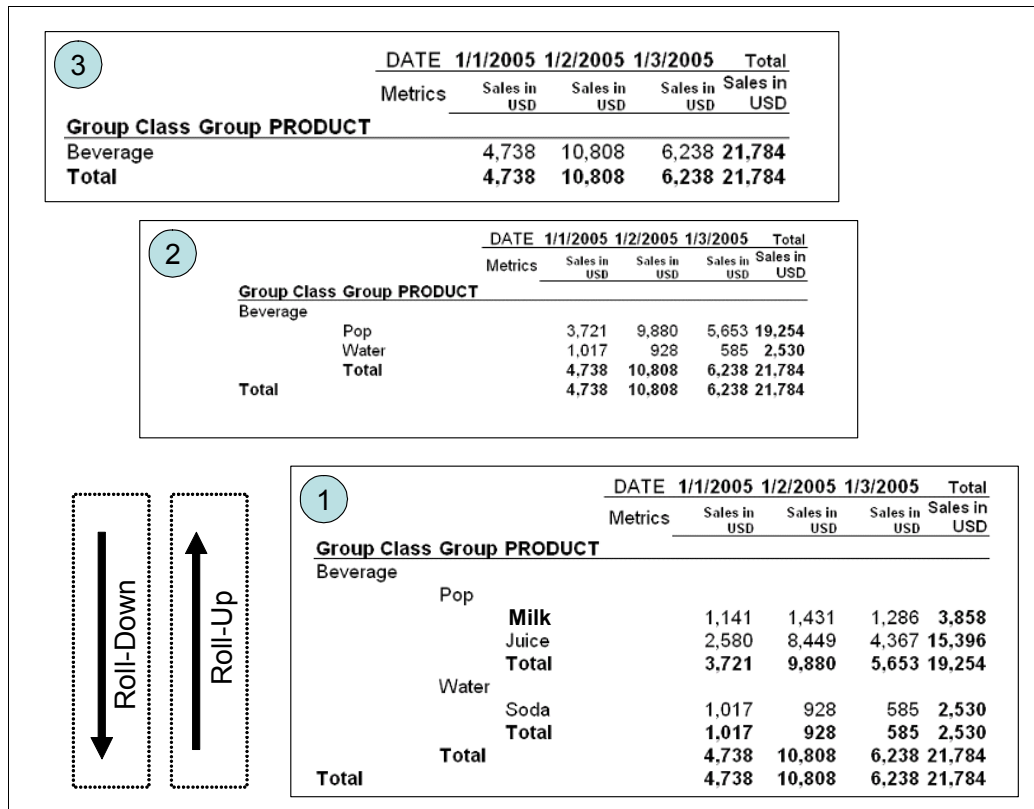 3
DATE 1/1/2005 1/2/2005 1/3/2005 Total
Metrics Sales in USD Sales in USD Sales in USD Sales in USD
Group Class Group PRODUCT
Beverage 4,738 10,808 6,238 21,784
Total 4,738 10,808 6,238 21,784
2
DATE 1/1/2005 1/2/2005 1/3/2005 Total
Metrics Sales in USD Sales in USD Sales in USD Sales in USD
Group Class Group PRODUCT
Beverage
Pop 3,721 9,880 5,653 19,254
Water 1,017 928 585 2,530
Total 4,738 10,808 6,238 21,784
Total 4,738 10,808 6,238 21,784
Roll-Down
Roll-Up
1
DATE 1/1/2005 1/2/2005 1/3/2005 Total
Metrics Sales in USD Sales in USD Sales in USD Sales in USD
Group Class Group PRODUCT
Beverage
Pop
Milk 1,141 1,431 1,286 3,858
Juice 2,580 8,449 4,367 15,396
Total 3,721 9,880 5,653 19,254
Water
Soda 1,017 928 585 2,530
Total 1,017 928 585 2,530
Total 4,738 10,808 6,238 21,784
Total 4,738 10,808 6,238 21,784